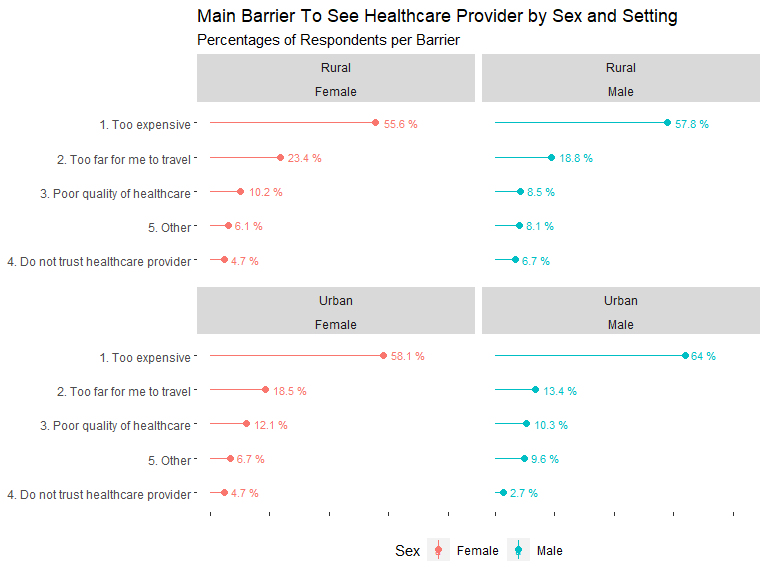 Main Barrier To See Healthcare Provider by Sex and Setting
Percentages of Respondents per Barrier
Rural
Female
Rural
Male
1. Too expensive
55.6 %
57.8 %
2. Too far for me to travel
23.4 %
18.8 %
3. Poor quality of healthcare
10.2 %
8.5 %
5. Other
6.1 %
8.1 %
4. Do not trust healthcare provider
4.7 %
6.7 %
Urban
Female
Urban
Male
1. Too expensive
58.1 %
64 %
2. Too far for me to travel
18.5 %
13.4 %
3. Poor quality of healthcare
12.1 %
10.3 %
5. Other
6.7 %
9.6 %
4. Do not trust healthcare provider
4.7 %
2.7 %
Sex
Female
Male